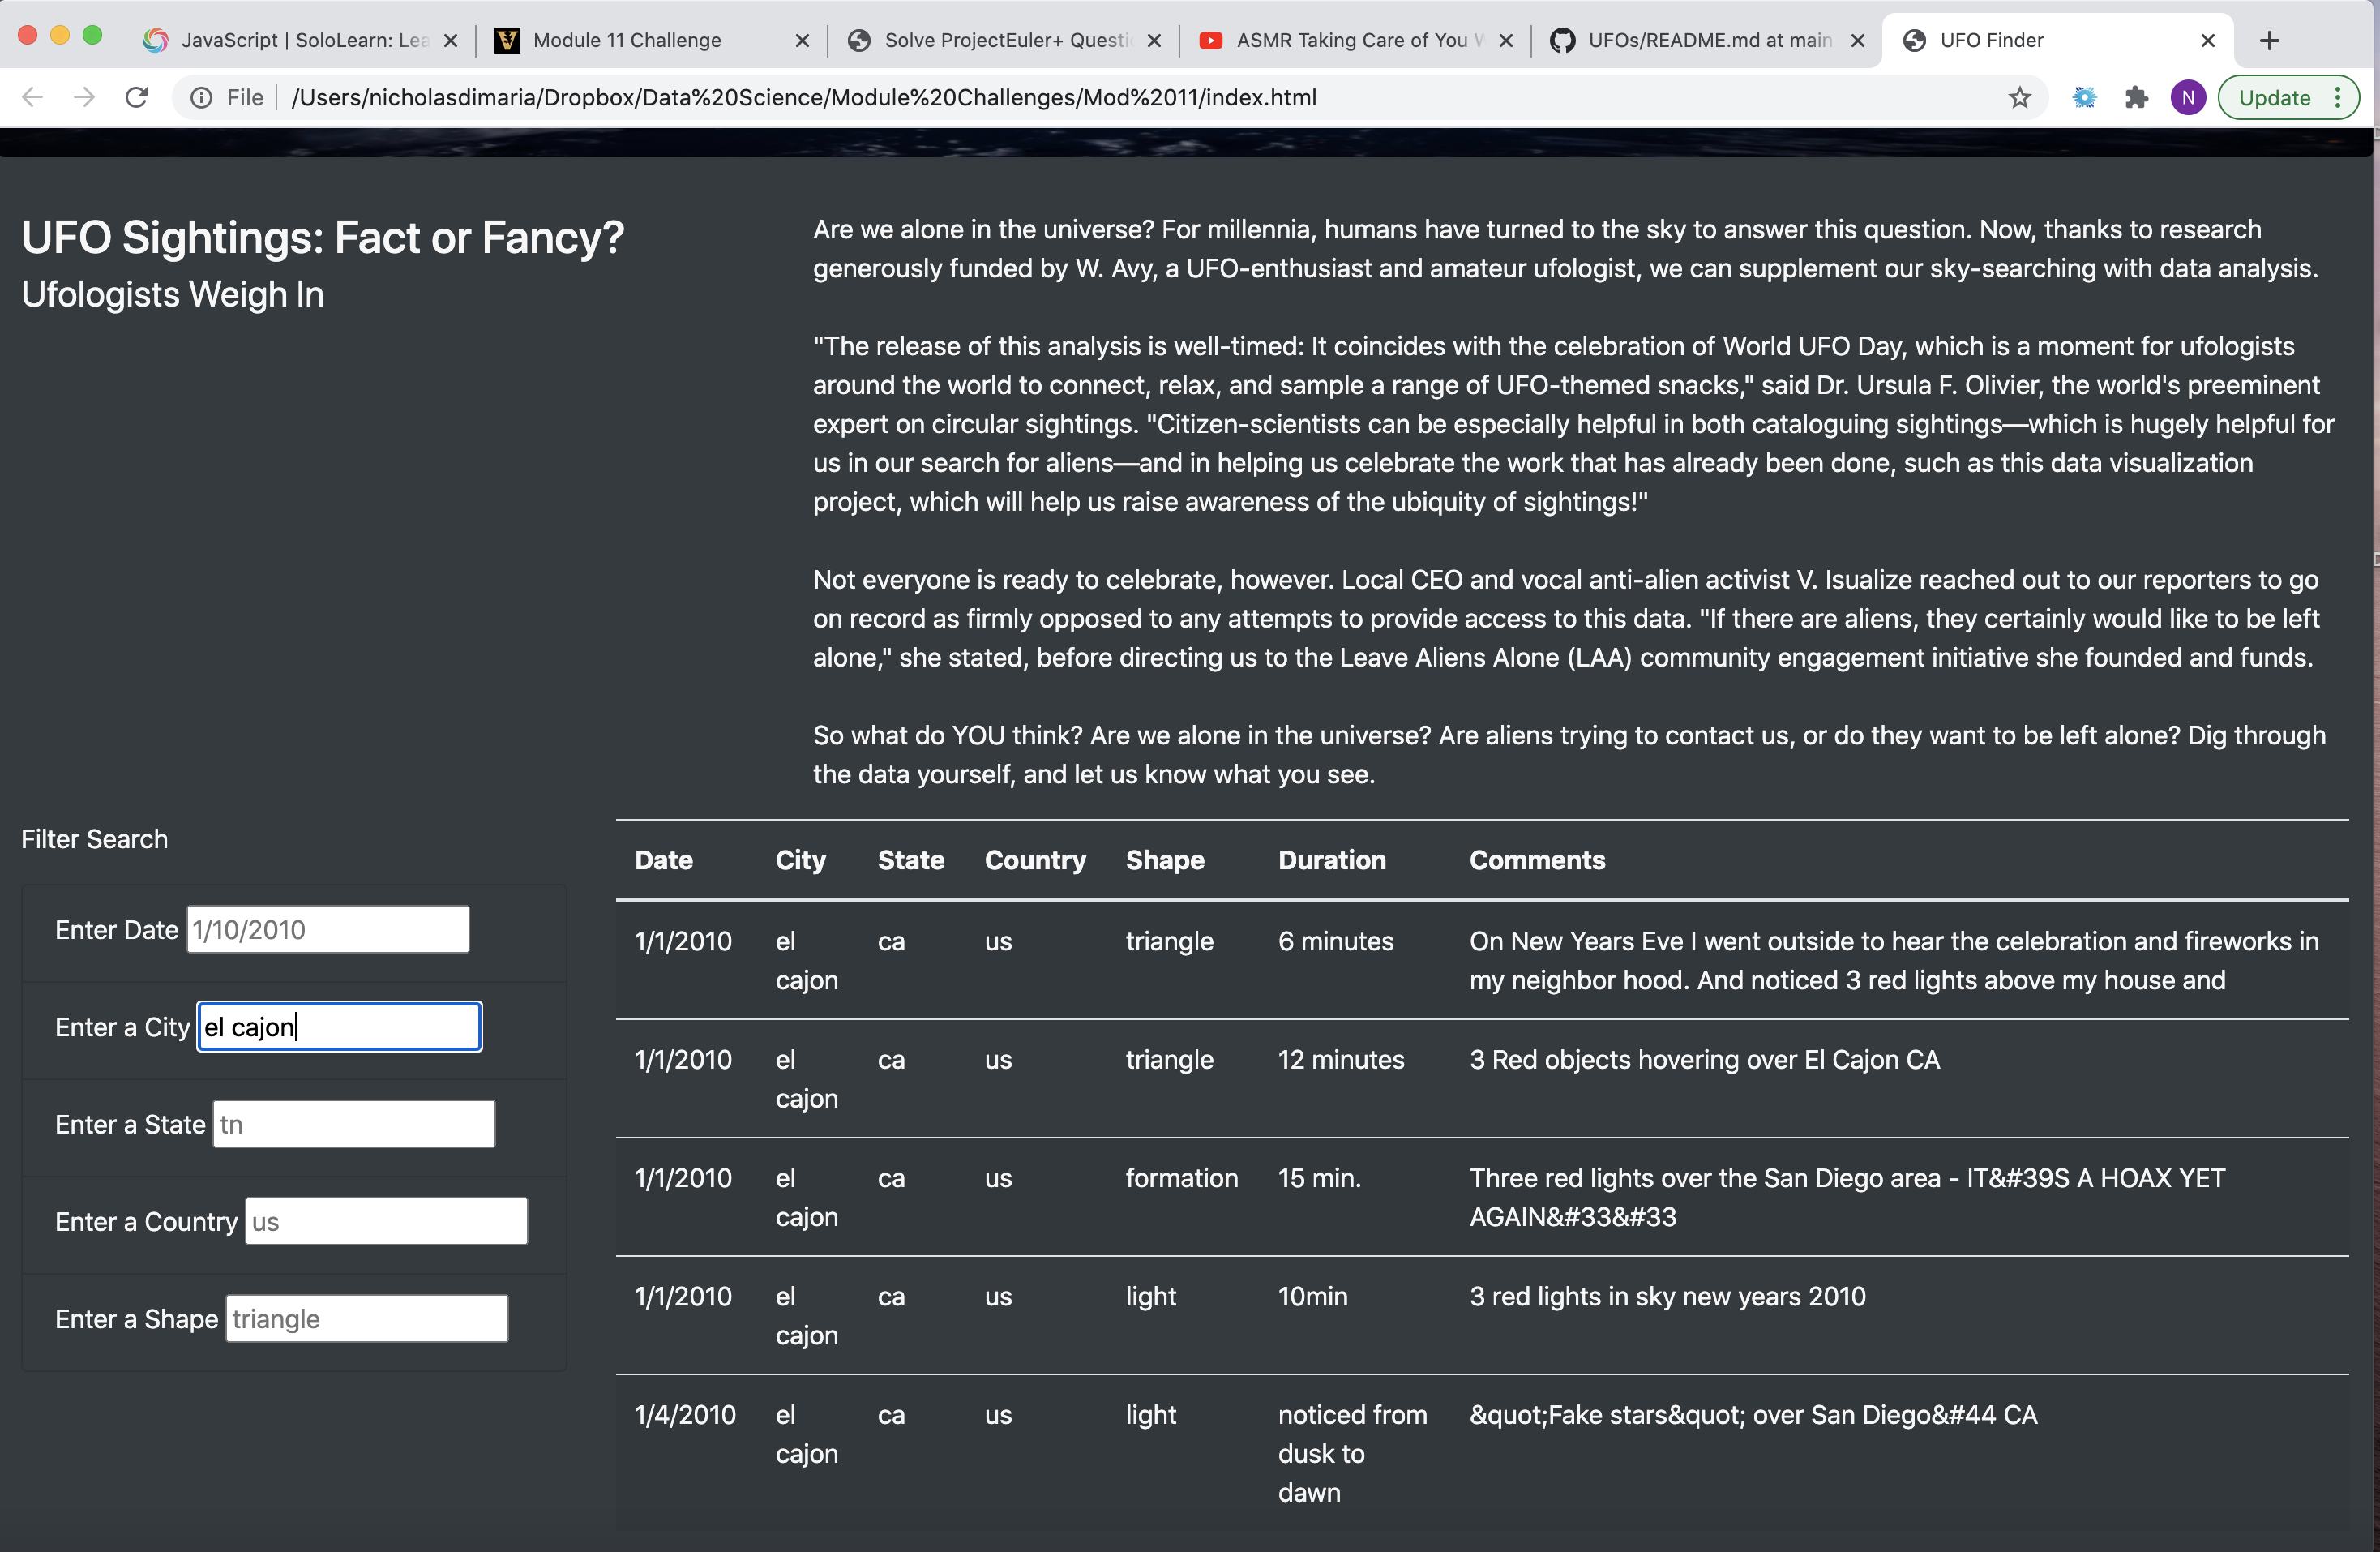 JavaScript | SoloLearn: Lea
Module 11 Challenge
Solve ProjectEuler+ Questi
ASMR Taking Care of You W
UFOs/README.md at main
UFO Finder
File
/Users/nicholasdimaria/Dropbox/Data%20Science/Module%20Challenges/Mod%2011/index.html
N
Update
UFO Sightings: Fact or Fancy?
Ufologists Weigh In
Are we alone in the universe? For millennia, humans have turned to the sky to answer this question. Now, thanks to research
generously funded by W. Avy, a UFO-enthusiast and amateur ufologist, we can supplement our sky-searching with data analysis.
"The release of this analysis is well-timed: It coincides with the celebration of World UFO Day, which is a moment for ufologists
around the world to connect, relax, and sample a range of UFO-themed snacks," said Dr. Ursula F. Olivier, the world's preeminent
expert on circular sightings. "Citizen-scientists can be especially helpful in both cataloguing sightings—which is hugely helpful for
us in our search for aliens—and in helping us celebrate the work that has already been done, such as this data visualization
project, which will help us raise awareness of the ubiquity of sightings!"
Not everyone is ready to celebrate, however. Local CEO and vocal anti-alien activist V. Isualize reached out to our reporters to go
on record as firmly opposed to any attempts to provide access to this data. "If there are aliens, they certainly would like to be left
alone," she stated, before directing us to the Leave Aliens Alone (LAA) community engagement initiative she founded and funds.
So what do YOU think? Are we alone in the universe? Are aliens trying to contact us, or do they want to be left alone? Dig through
the data yourself, and let us know what you see.
Filter Search
Enter Date 1/10/2010
Enter a City el cajon
Enter a State tn
Enter a Country us
Enter a Shape triangle
Date City State Country Shape Duration Comments
1/1/2010 el ca us triangle 6 minutes On New Years Eve I went outside to hear the celebration and fireworks in
cajon my neighbor hood. And noticed 3 red lights above my house and
1/1/2010 el ca us triangle 12 minutes 3 Red objects hovering over El Cajon CA
cajon
1/1/2010 el ca us formation 15 min. Three red lights over the San Diego area - IT&#39S A HOAX YET
cajon AGAIN&#33&#33
1/1/2010 el ca us light 10min 3 red lights in sky new years 2010
cajon
1/4/2010 el ca us light noticed from &quot;Fake stars&quot; over San Diego&#44 CA
cajon dusk to
dawn